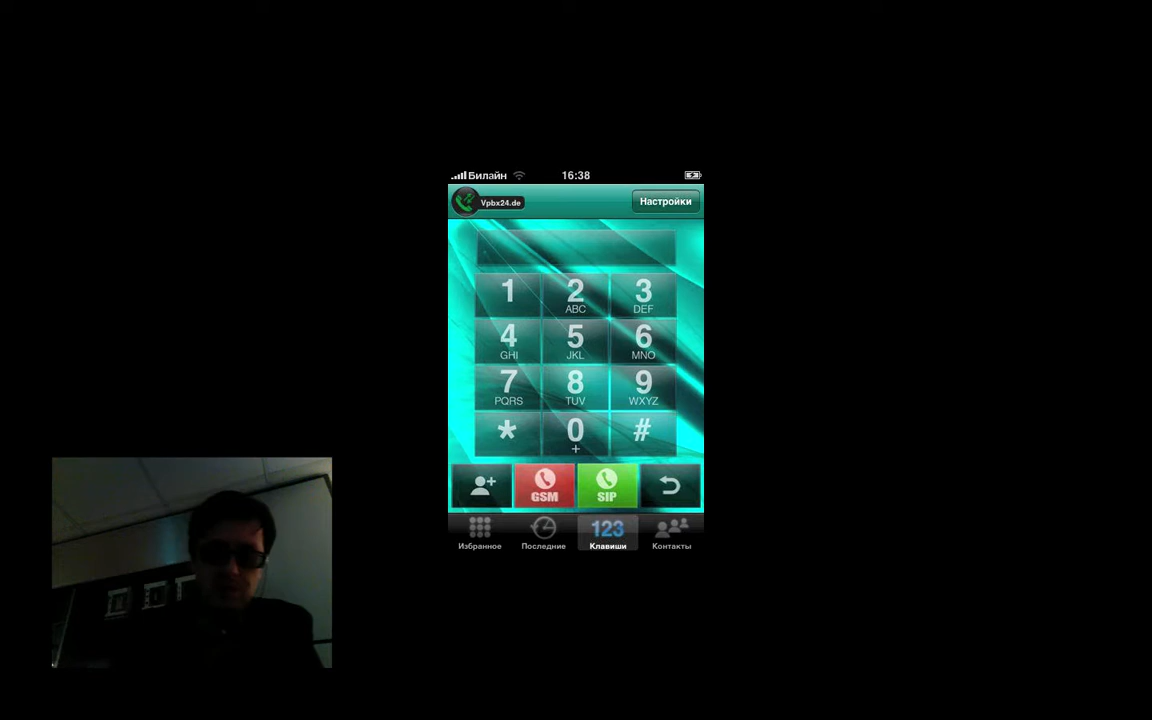 Билайн 16:38
Vpbx24.de Настройки
1 2 3
ABC DEF
4 5 6
GHI JKL MNO
7 8 9
PQRS TUV WXYZ
* 0 #
+
GSM SIP
123
Избранное Последние Клавиши Контакты